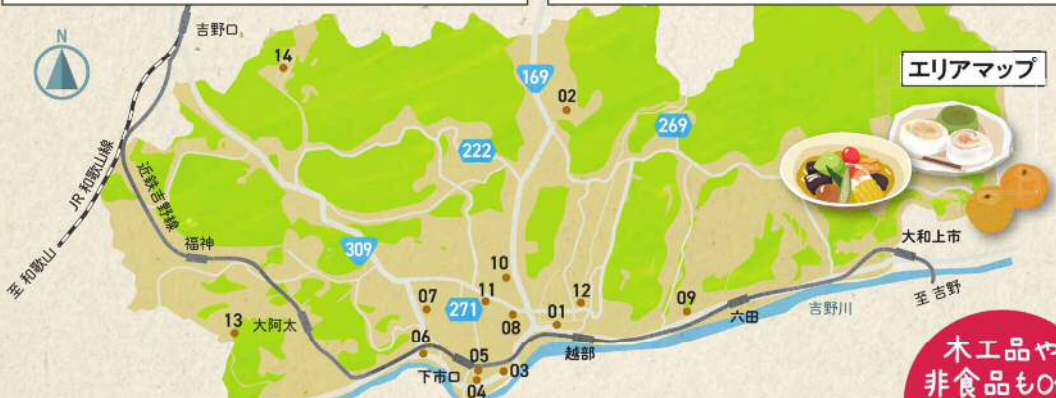 吉野口
N
14
169
エリアマップ
02
269
222
JR 和歌山線
近鉄吉野線
大和上市
福神
309
至 和歌山
10
至 吉野
11
12
07
271
09
吉野川
01
六田
08
13
大阿太
06
越部
05
下市口
03
04
木工品や
非食品もO